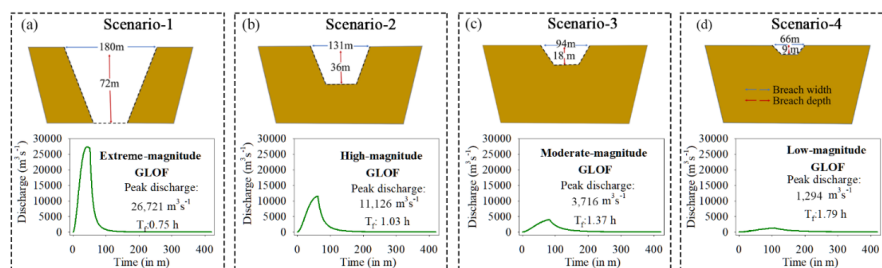 (a)
Scenario-1
180m
72m
30000
25000
20000
15000
10000
5000
0
Discharge (m³s⁻¹)
Extreme-magnitude
GLOF
Peak discharge:
26,721 m³s⁻¹
T_f:0.75 h
0 100 200 300 400
Time (in m)
(b)
Scenario-2
131m
36m
30000
25000
20000
15000
10000
5000
0
Discharge (m³s⁻¹)
High-magnitude
GLOF
Peak discharge:
11,126 m³s⁻¹
T_f: 1.03 h
0 100 200 300 400
Time (in m)
(c)
Scenario-3
94m
18 m
30000
25000
20000
15000
10000
5000
0
Discharge (m³s⁻¹)
Moderate-magnitude
GLOF
Peak discharge:
3,716 m³s⁻¹
T_f:1.37 h
0 100 200 300 400
Time (in m)
(d)
Scenario-4
66m
9 m
Breach width
Breach depth
30000
25000
20000
15000
10000
5000
0
Discharge (m³s⁻¹)
Low-magnitude
GLOF
Peak discharge:
1,294 m³s⁻¹
T_f:1.79 h
0 100 200 300 400
Time (in m)